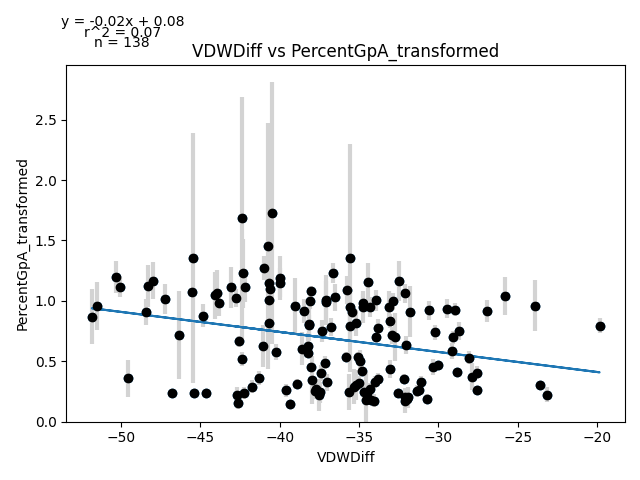 y = -0.02x + 0.08
r^2 = 0.07
n = 138
VDWDiff vs PercentGpA_transformed
PercentGpA_transformed
2.5
2.0
1.5
1.0
0.5
0.0
−50 −45 −40 −35 −30 −25 −20
VDWDiff